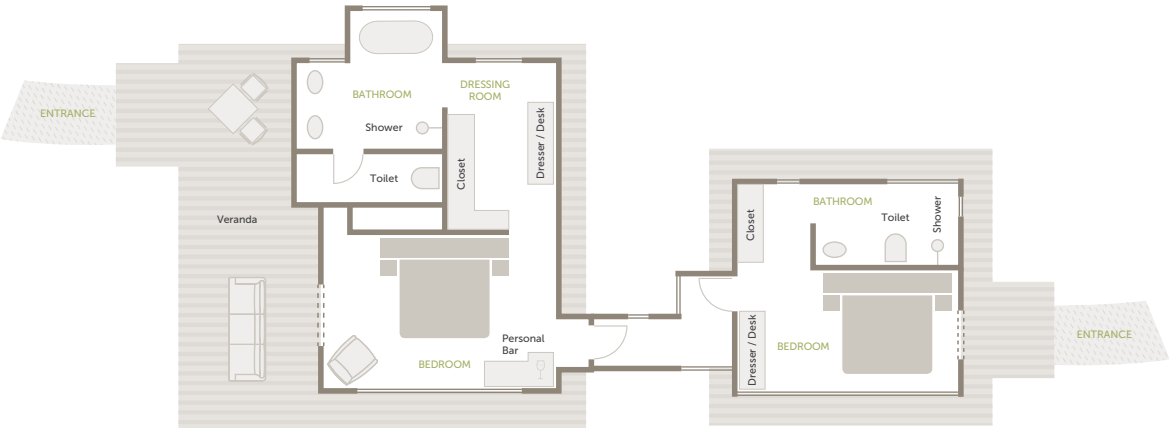 ENTRANCE
BATHROOM
DRESSING
ROOM
Shower
Dresser / Desk
Toilet
Closet
Veranda
Personal
Bar
BEDROOM
Closet
BATHROOM
Toilet
Shower
Dresser / Desk
BEDROOM
ENTRANCE